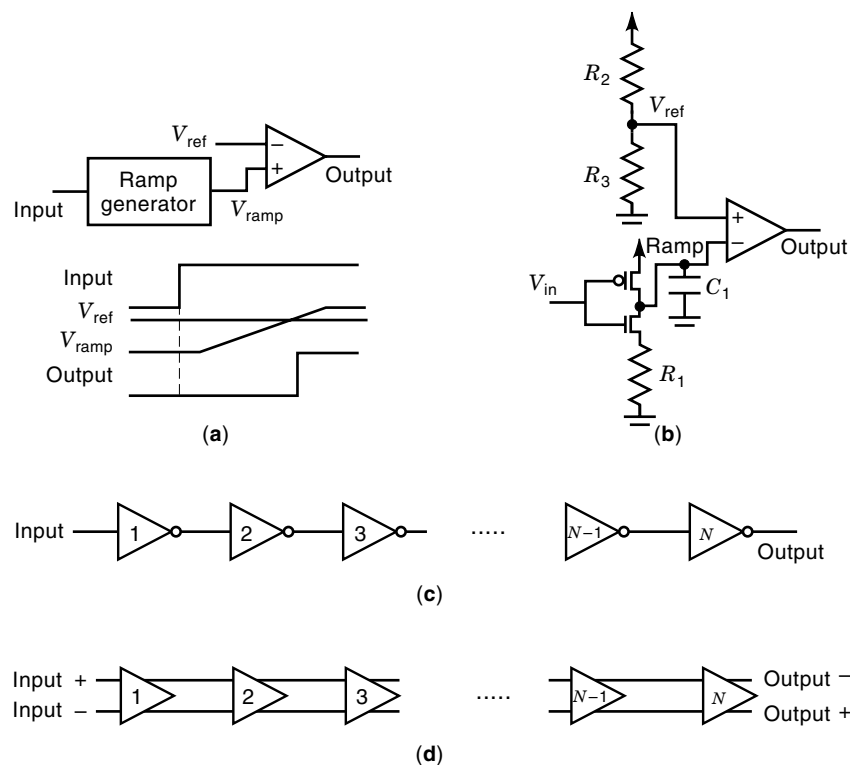 V_ref
−
+
Ramp
generator
Output
Input
V_ramp
Input
V_ref
V_ramp
Output
(a)
R_2
V_ref
R_3
+
−
Output
Ramp
V_in
C_1
R_1
(b)
Input 1 2 3 ..... N−1 N Output
(c)
Input + Output −
1 2 3 ..... N−1 N
Input − Output +
(d)